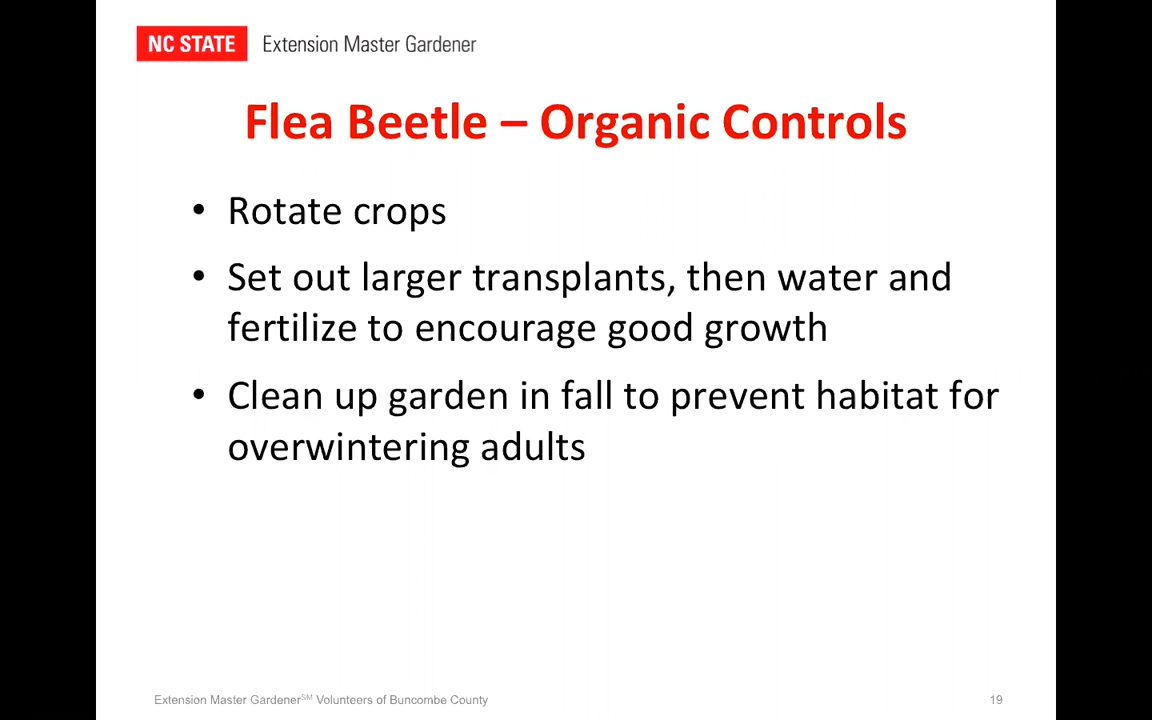 NC STATE Extension Master Gardener
Flea Beetle – Organic Controls
• Rotate crops
• Set out larger transplants, then water and
fertilize to encourage good growth
• Clean up garden in fall to prevent habitat for
overwintering adults
Extension Master GardenerSM Volunteers of Buncombe County 19